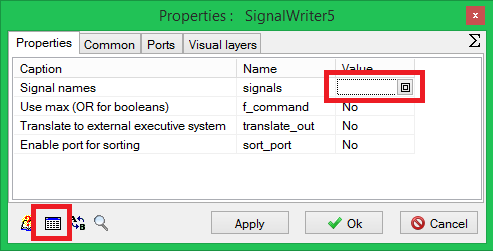 Properties : SignalWriter5
x
Properties Common Ports Visual layers Σ
Caption Name Value
Signal names signals
Use max (OR for booleans) f_command No
Translate to external executive system translate_out No
Enable port for sorting sort_port No
A B Apply Ok Cancel